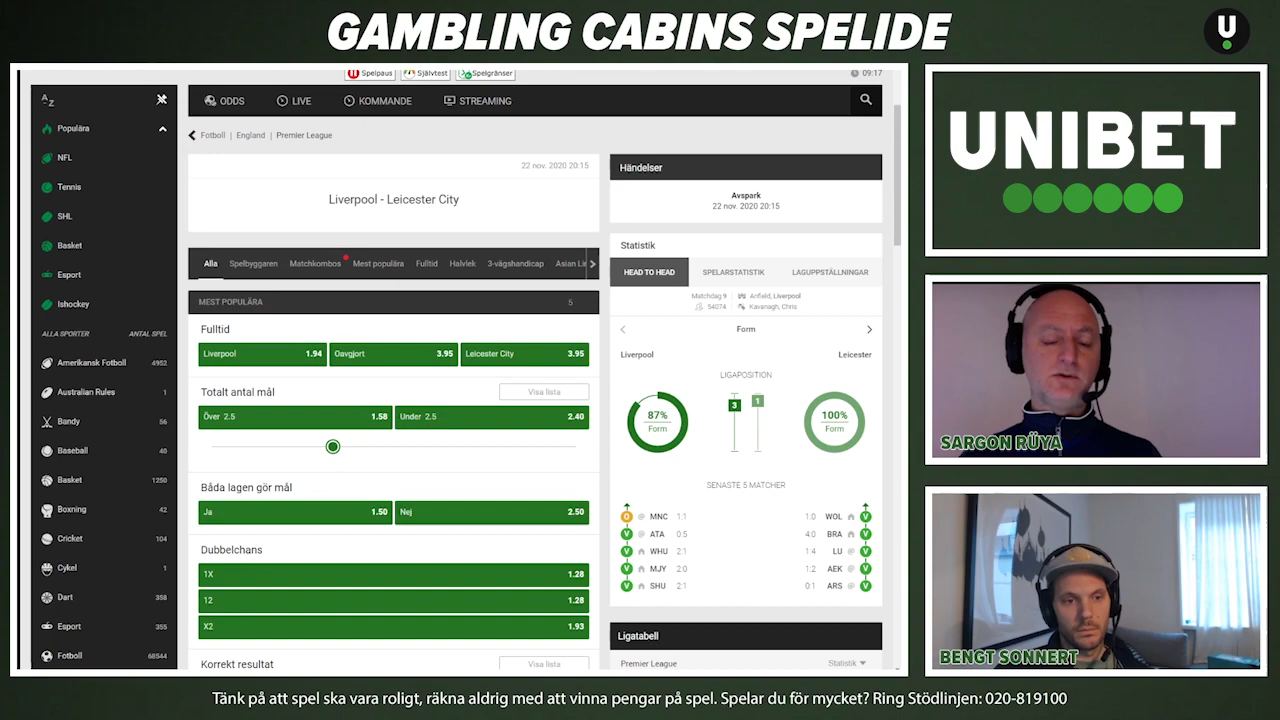 GAMBLING CABINS SPELIDE
U
Spelpaus
Självtest
Spelgränser
09:17
AZ
Populära
NFL
Tennis
SHL
Basket
Esport
Ishockey
ALLA SPORTER ANTAL SPEL
Amerikansk Fotboll 4952
Australian Rules 1
Bandy 56
Baseball 40
Basket 1250
Boxning 42
Cricket 104
Cykel 1
Dart 358
Esport 355
Fotboll 68544
ODDS LIVE KOMMANDE STREAMING
Fotboll | England | Premier League
22 nov. 2020 20:15
Liverpool - Leicester City
Alla Spelbyggaren Matchkombos Mest populära Fulltid Halvlek 3-vägshandicap Asian Lin
MEST POPULÄRA 5
Fulltid
Liverpool 1.94 Oavgjort 3.95 Leicester City 3.95
Totalt antal mål Visa lista
Över 2.5 1.58 Under 2.5 2.40
Båda lagen gör mål
Ja 1.50 Nej 2.50
Dubbelchans
1X 1.28
12 1.28
X2 1.93
Korrekt resultat Visa lista
Händelser
Avspark
22 nov. 2020 20:15
Statistik
HEAD TO HEAD SPELARSTATISTIK LAGUPPSTÄLLNINGAR
Matchdag 9 Anfield, Liverpool
54074 Kavanagh, Chris
Form
Liverpool Leicester
LIGAPOSITION
87% Form 3 1 100% Form
SENASTE 5 MATCHER
O @ MNC 1:1 1:0 WOL V
V @ ATA 0:5 4:0 BRA V
V WHU 2:1 1:4 LU @ V
V MJY 2:0 1:2 AEK @ V
V SHU 2:1 0:1 ARS @ V
Ligatabell
Premier League Statistik
UNIBET
SARGON RÜYA
BENGT SONNERT
Tänk på att spel ska vara roligt, räkna aldrig med att vinna pengar på spel. Spelar du för mycket? Ring Stödlinjen: 020-819100